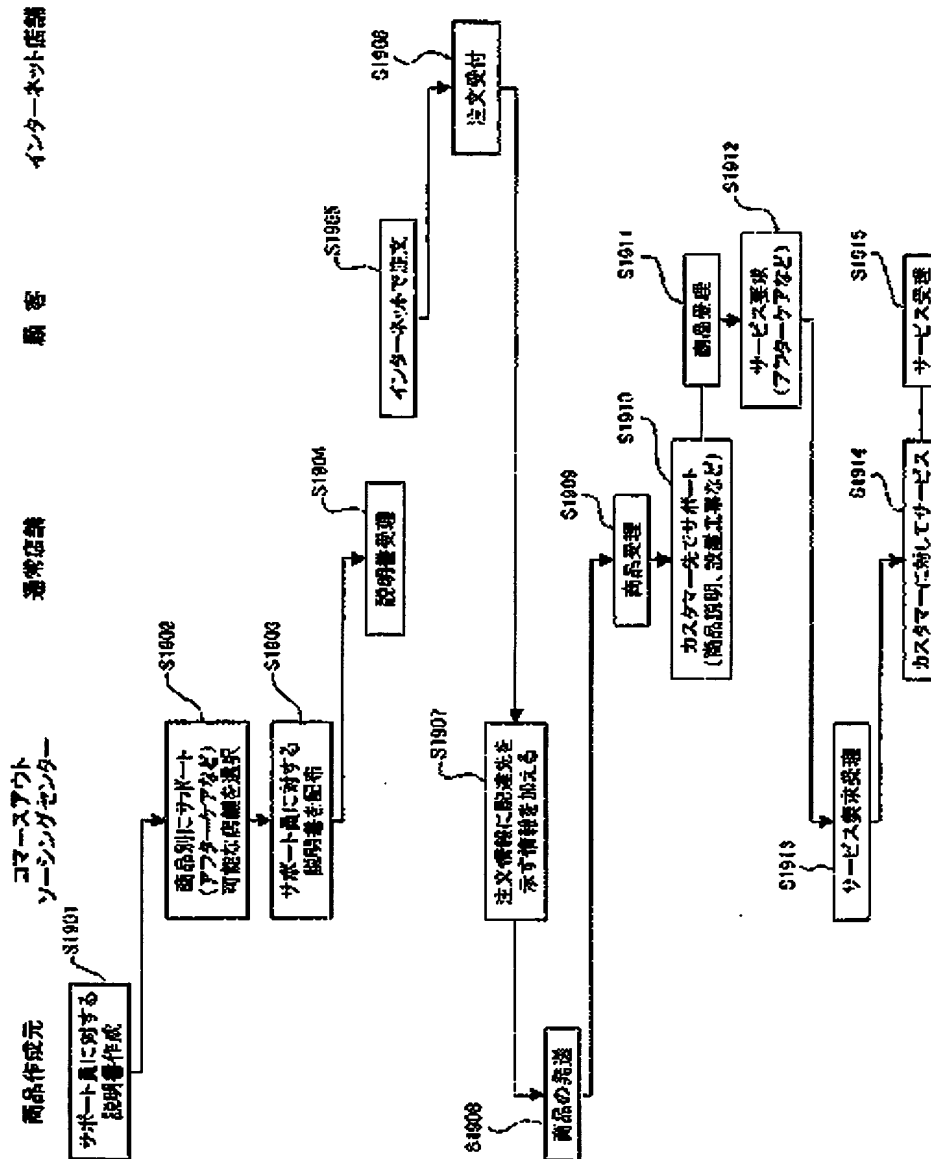 商品作成元
コマースアウト
ソーシングセンター
通常店舗
顧客
インターネット店舗
S1901
サポート員に対する
説明書作成
S1902
商品別にサポート
(アフターケアなど)
可能な店舗を選択
S1903
サポート員に対する
説明書を配布
S1904
説明書受理
S1905
インターネットで注文
S1906
注文受付
S1907
注文情報に配達先を
示す情報を加える
S1908
商品の発送
S1909
商品受理
S1910
カスタマー先でサポート
(商品説明、設置工事など)
S1911
商品受理
S1912
サービス要求
(アフターケアなど)
S1913
サービス要求受理
S1914
カスタマーに対してサービス
S1915
サービス受理